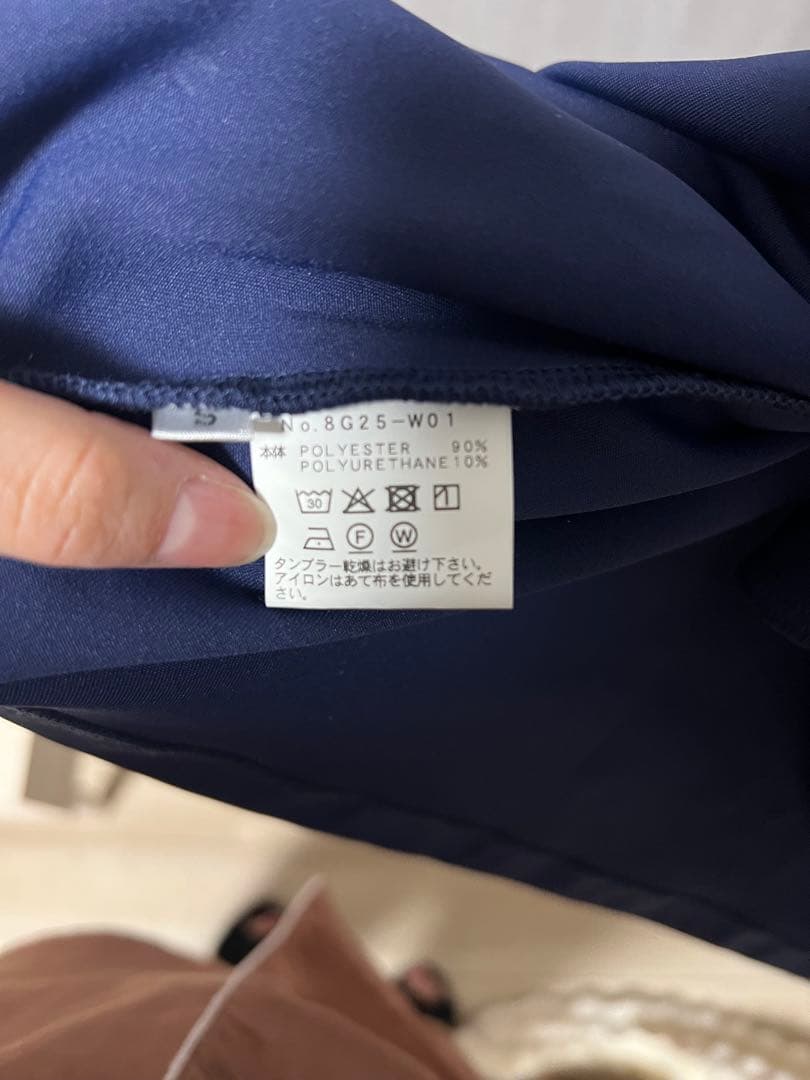 No.8G25-W01
本体 POLYESTER 90%
POLYURETHANE 10%
30
F W
タンブラー乾燥はお避け下さい。
アイロンはあて布を使用してくだ
さい。